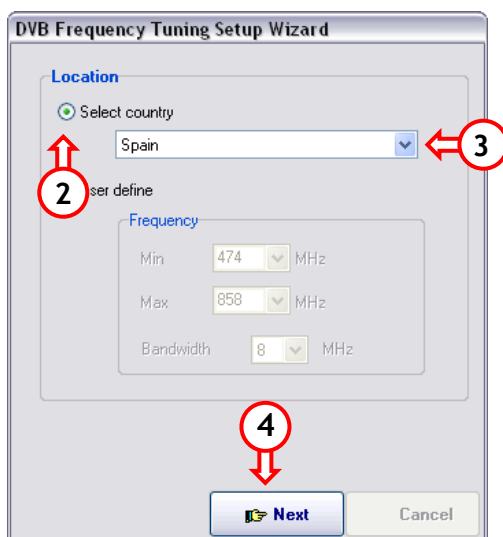 DVB Frequency Tuning Setup Wizard
Location
Select country
Spain
3
2
ser define
Frequency
Min 474 MHz
Max 858 MHz
Bandwidth 8 MHz
4
Next Cancel